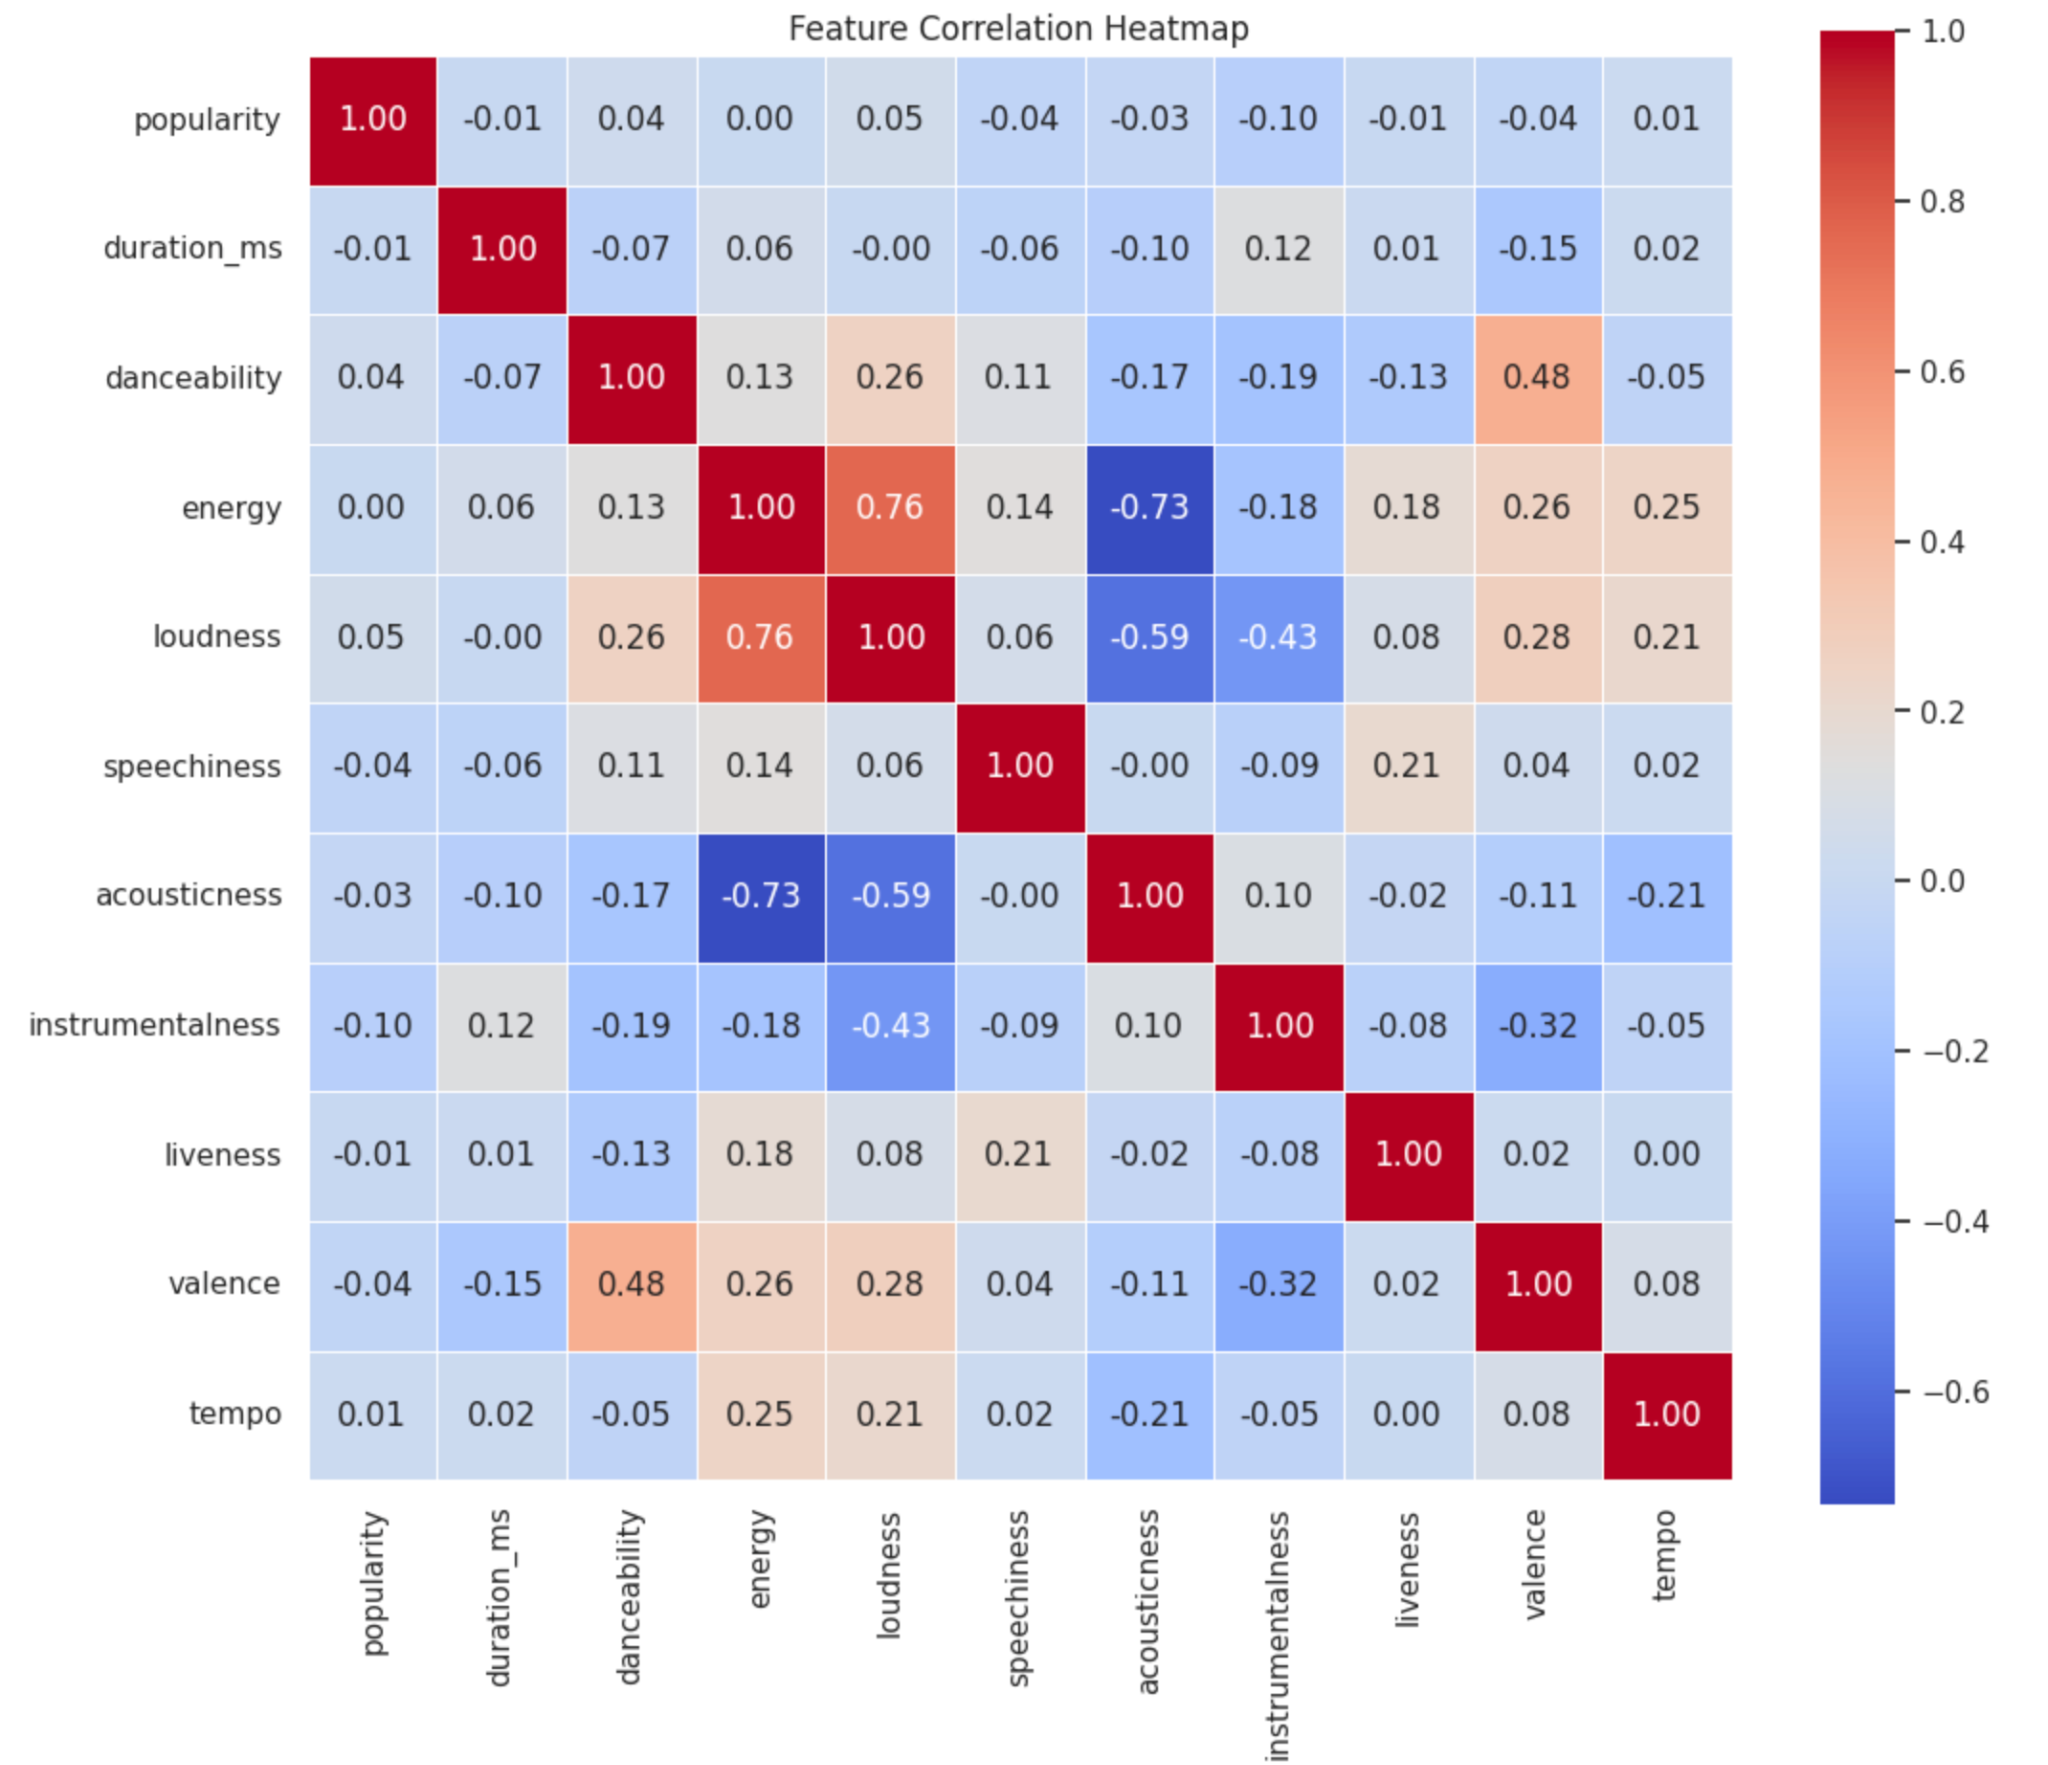 Feature Correlation Heatmap
1.0
popularity 1.00 -0.01 0.04 0.00 0.05 -0.04 -0.03 -0.10 -0.01 -0.04 0.01
0.8
duration_ms -0.01 1.00 -0.07 0.06 -0.00 -0.06 -0.10 0.12 0.01 -0.15 0.02
0.6
danceability 0.04 -0.07 1.00 0.13 0.26 0.11 -0.17 -0.19 -0.13 0.48 -0.05
energy 0.00 0.06 0.13 1.00 0.76 0.14 -0.73 -0.18 0.18 0.26 0.25
0.4
loudness 0.05 -0.00 0.26 0.76 1.00 0.06 -0.59 -0.43 0.08 0.28 0.21
0.2
speechiness -0.04 -0.06 0.11 0.14 0.06 1.00 -0.00 -0.09 0.21 0.04 0.02
0.0
acousticness -0.03 -0.10 -0.17 -0.73 -0.59 -0.00 1.00 0.10 -0.02 -0.11 -0.21
instrumentalness -0.10 0.12 -0.19 -0.18 -0.43 -0.09 0.10 1.00 -0.08 -0.32 -0.05
−0.2
liveness -0.01 0.01 -0.13 0.18 0.08 0.21 -0.02 -0.08 1.00 0.02 0.00
−0.4
valence -0.04 -0.15 0.48 0.26 0.28 0.04 -0.11 -0.32 0.02 1.00 0.08
−0.6
tempo 0.01 0.02 -0.05 0.25 0.21 0.02 -0.21 -0.05 0.00 0.08 1.00
popularity
duration_ms
danceability
energy
loudness
speechiness
acousticness
instrumentalness
liveness
valence
tempo